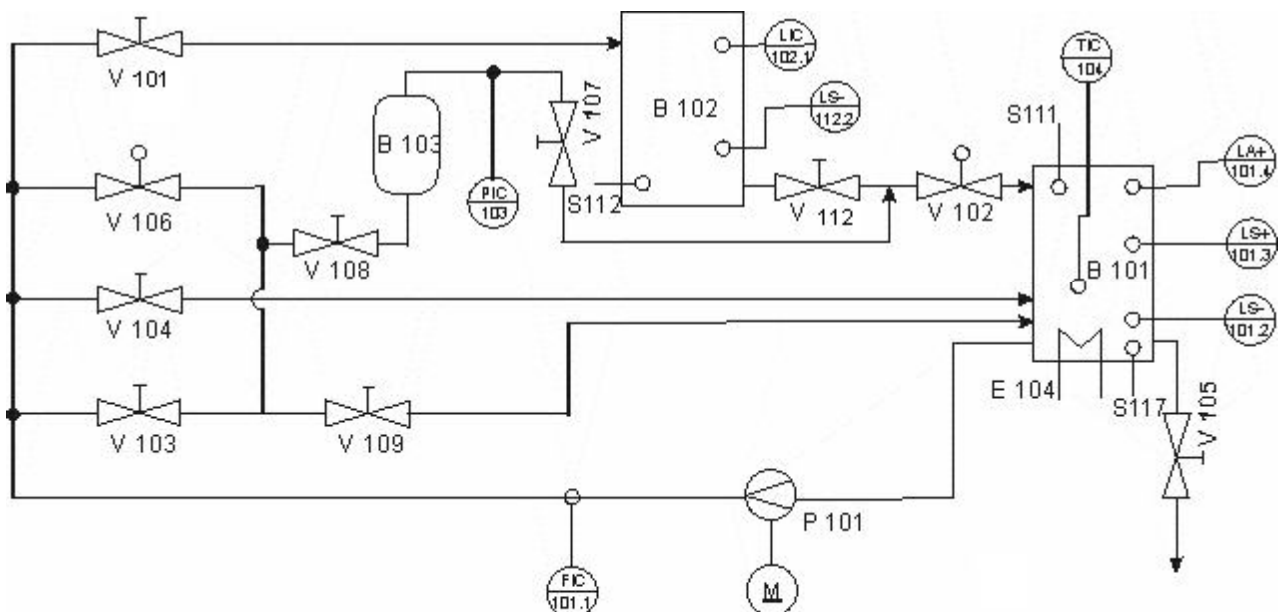 V 101
LIC
102.1
TIC
104
B 102
LS-
112.2
V 107
S111
B 103
LA+
101.4
V 106
PIC
103
S112
V
112
V 102
LS+
101.3
V 108
B 101
V 104
LS-
101.2
E 104
S117
V 105
V 103
V 109
P 101
FIC
101.1
M